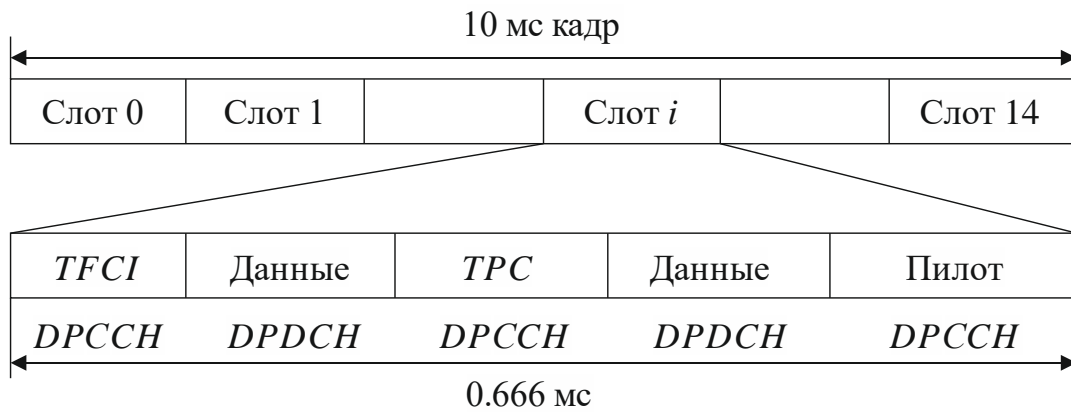 10 мс кадр
Слот 0 Слот 1 Слот i Слот 14
TFCI Данные TPC Данные Пилот
DPCCH DPDCH DPCCH DPDCH DPCCH
0.666 мс